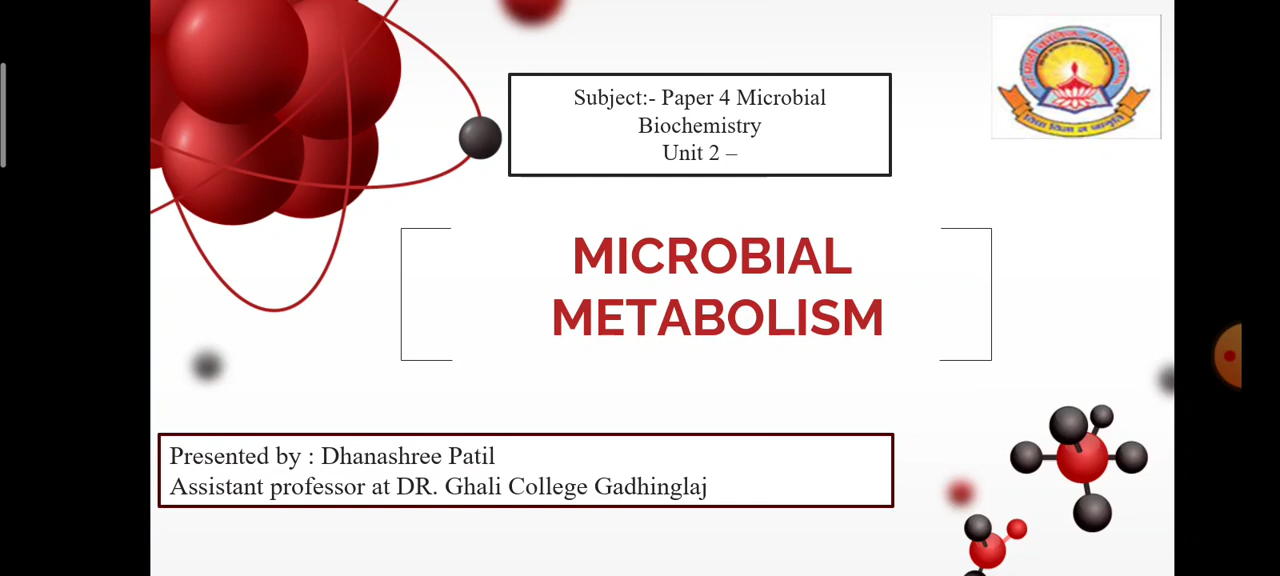 Subject:- Paper 4 Microbial
Biochemistry
Unit 2 –
MICROBIAL
METABOLISM
Presented by : Dhanashree Patil
Assistant professor at DR. Ghali College Gadhinglaj